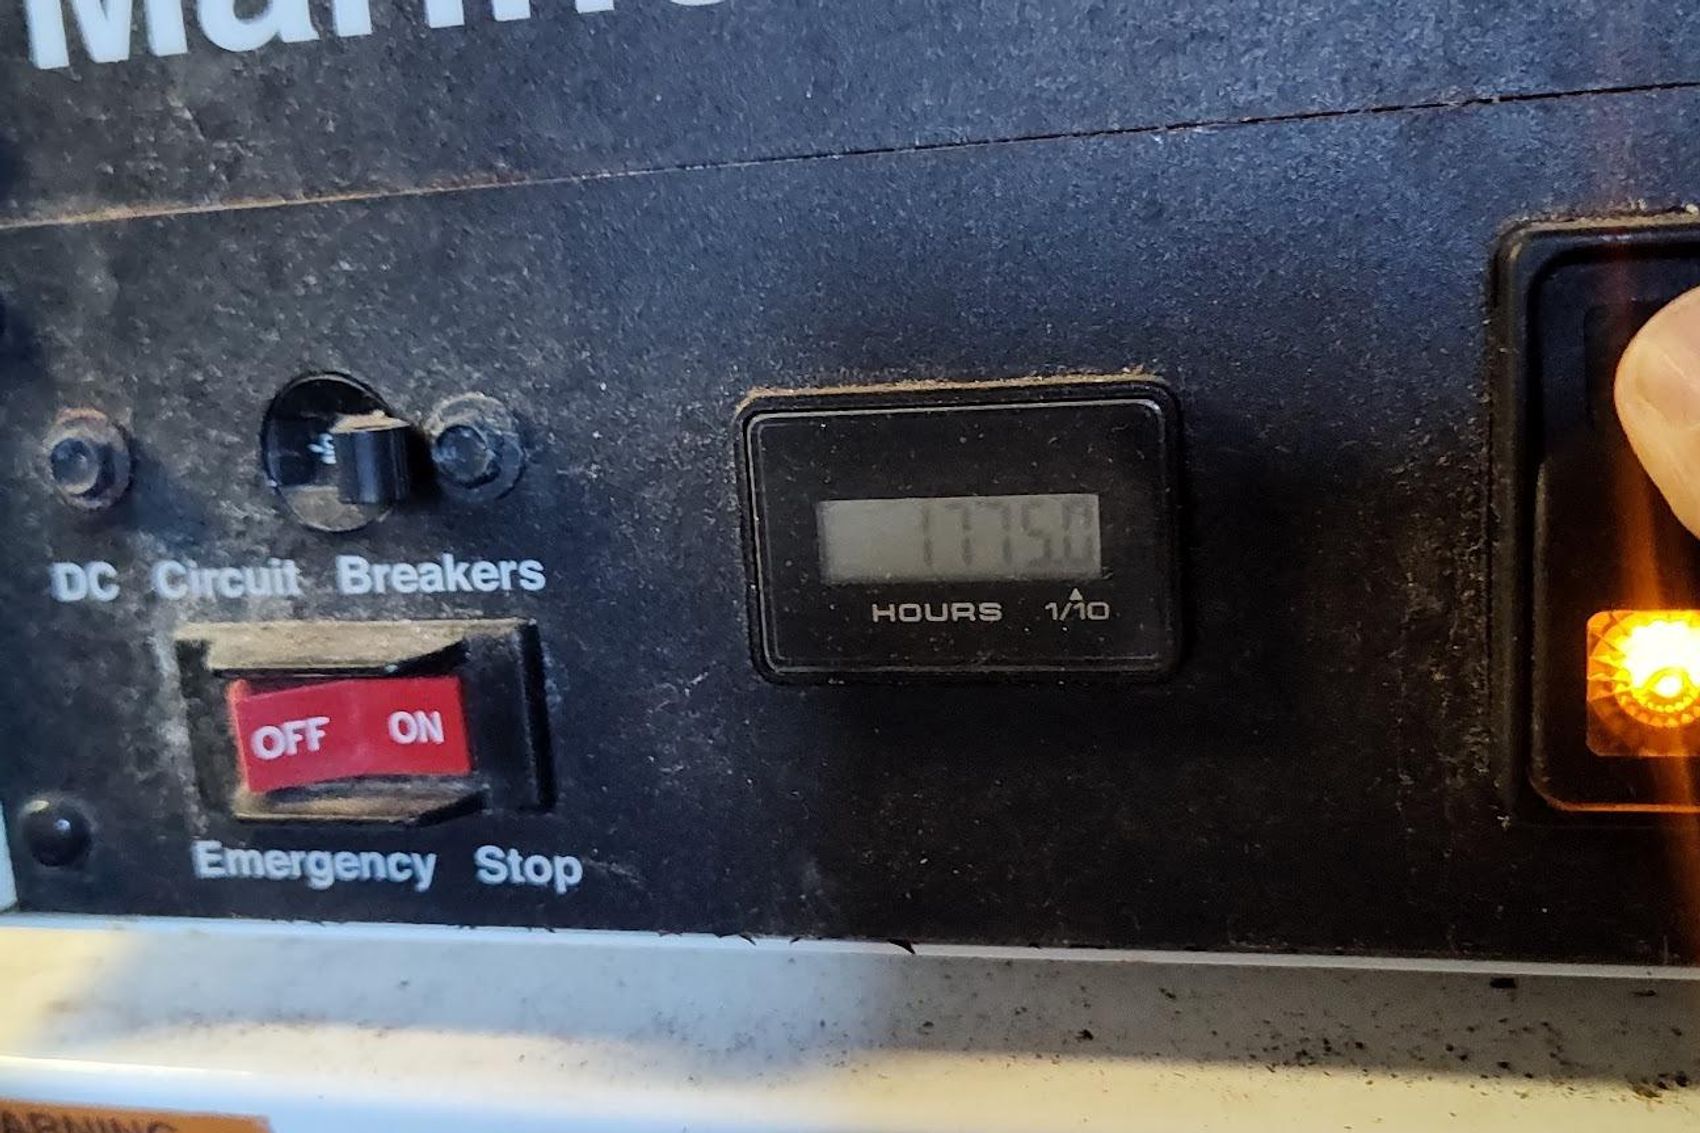 1775.0
HOURS 1/10
DC Circuit Breakers
OFF ON
Emergency Stop